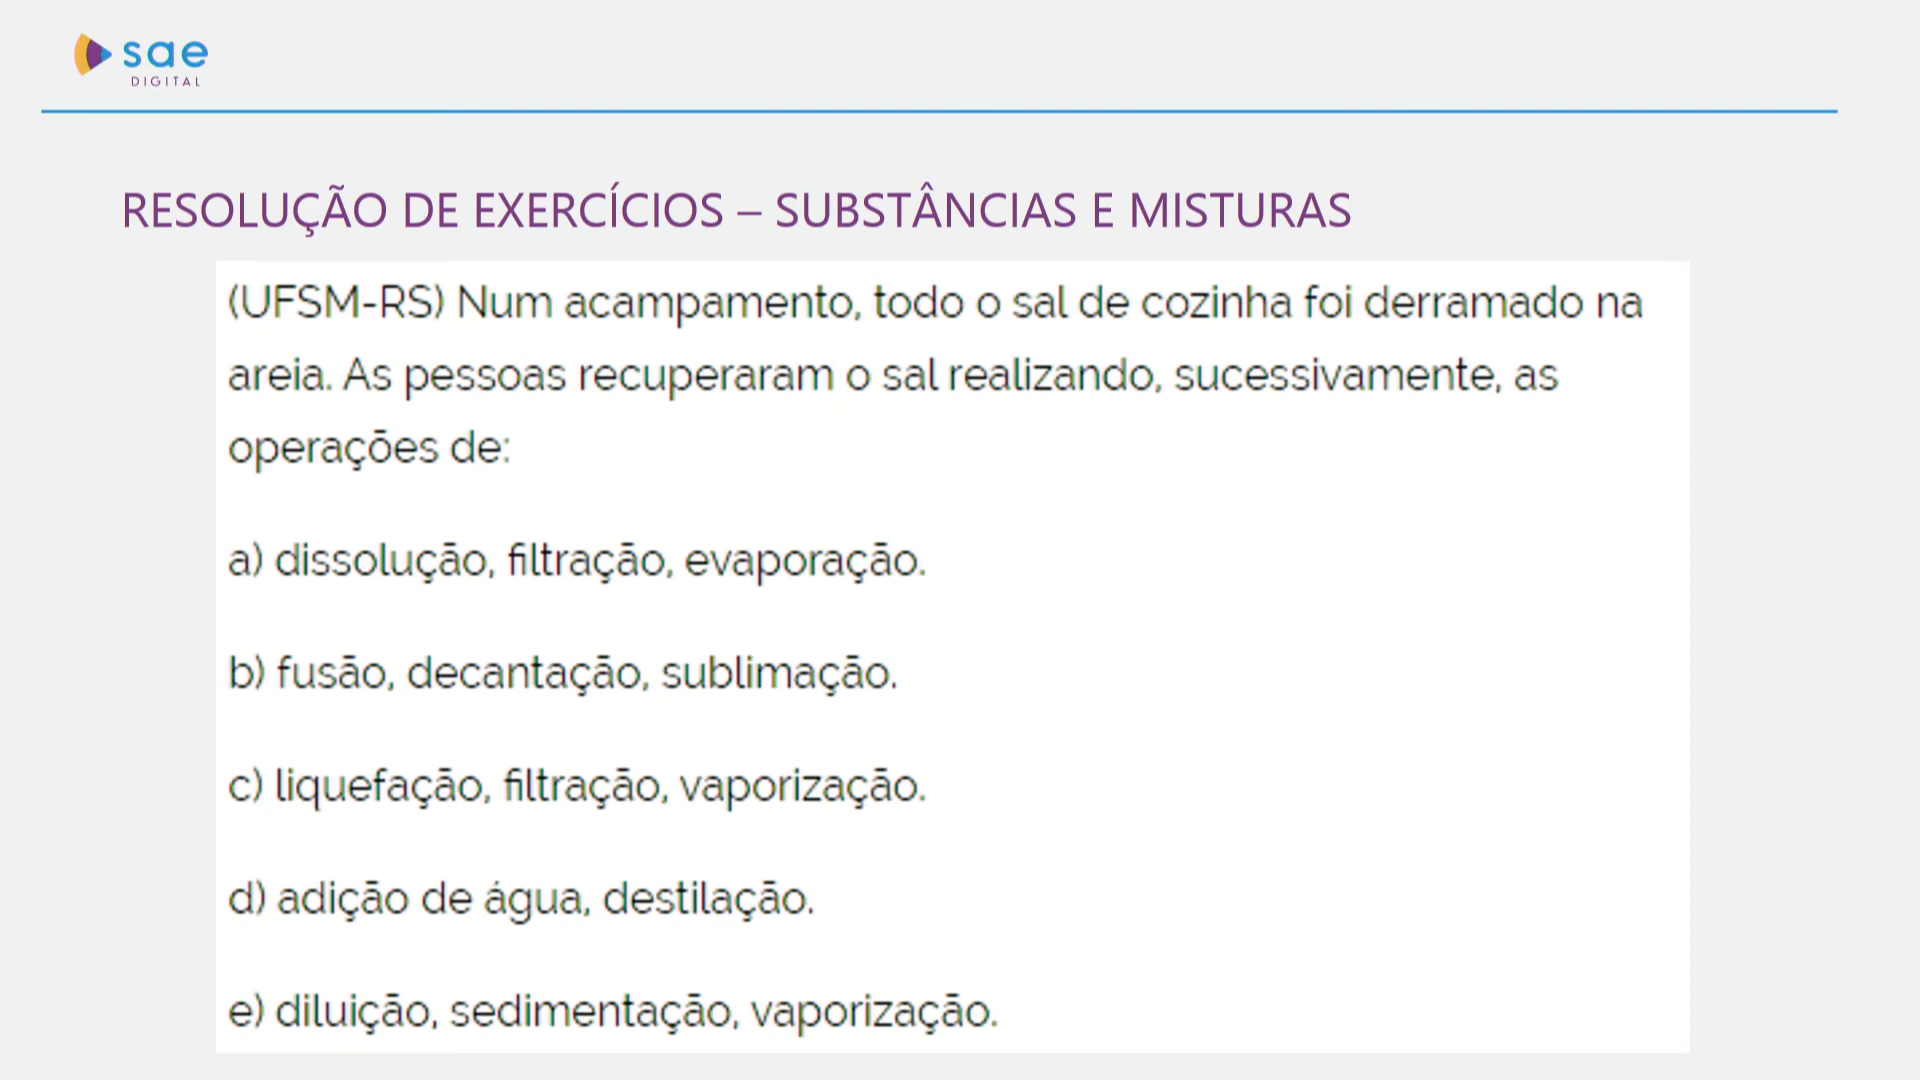 sae
DIGITAL
RESOLUÇÃO DE EXERCÍCIOS – SUBSTÂNCIAS E MISTURAS
(UFSM-RS) Num acampamento, todo o sal de cozinha foi derramado na
areia. As pessoas recuperaram o sal realizando, sucessivamente, as
operações de:
a) dissolução, filtração, evaporação.
b) fusão, decantação, sublimação.
c) liquefação, filtração, vaporização.
d) adição de água, destilação.
e) diluição, sedimentação, vaporização.